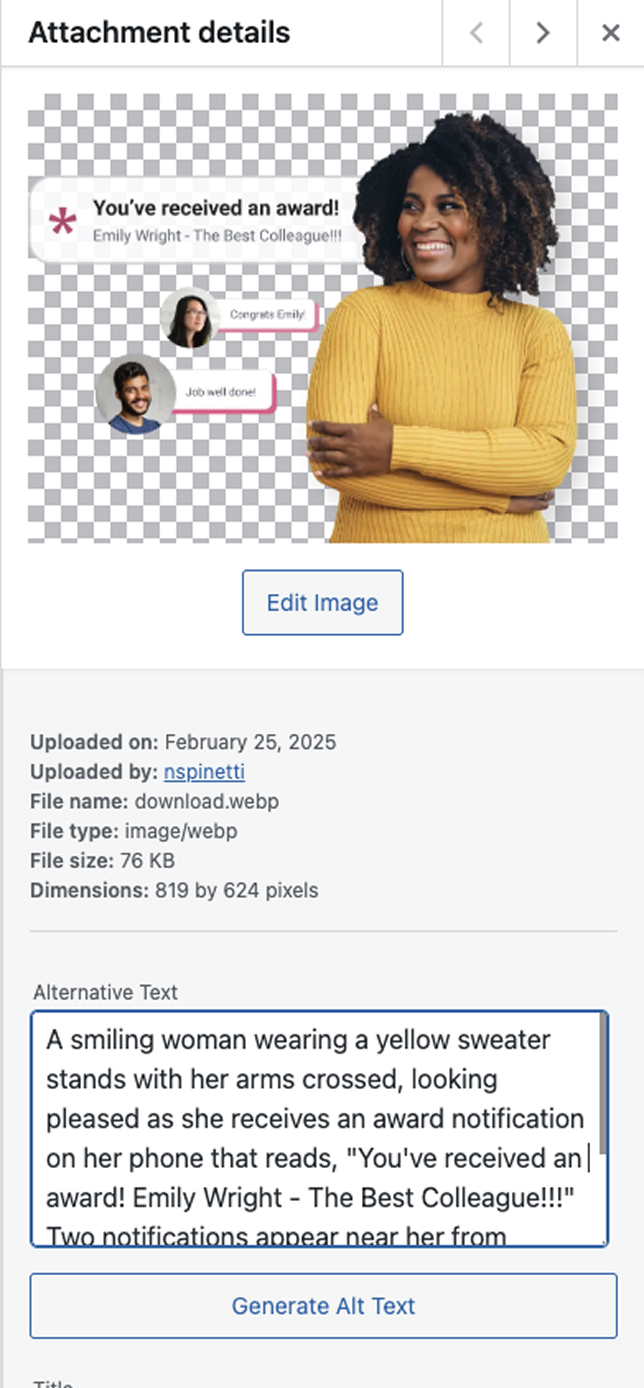 Attachment details
You've received an award!
Emily Wright - The Best Colleague!!!
Congrats Emily!
Job well done!
Edit Image
Uploaded on: February 25, 2025
Uploaded by: nspinetti
File name: download.webp
File type: image/webp
File size: 76 KB
Dimensions: 819 by 624 pixels
Alternative Text
A smiling woman wearing a yellow sweater
stands with her arms crossed, looking
pleased as she receives an award notification
on her phone that reads, "You've received an
award! Emily Wright - The Best Colleague!!!"
Two notifications appear near her from
Generate Alt Text
Title